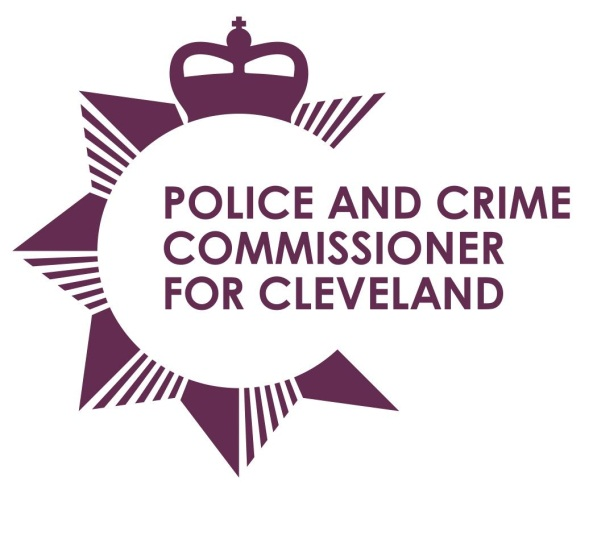 POLICE AND CRIME
COMMISSIONER
FOR CLEVELAND